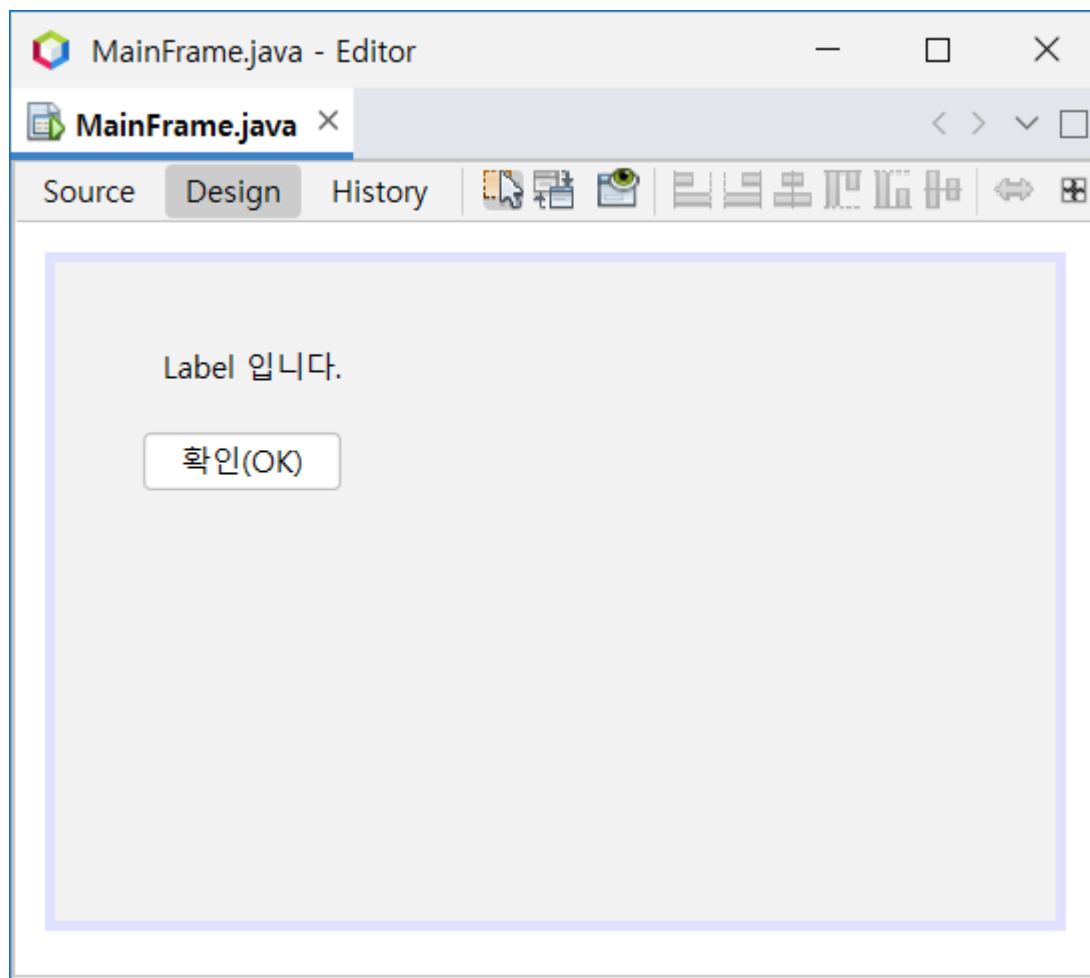 MainFrame.java - Editor
MainFrame.java
Source Design History
Label 입니다.
확인(OK)